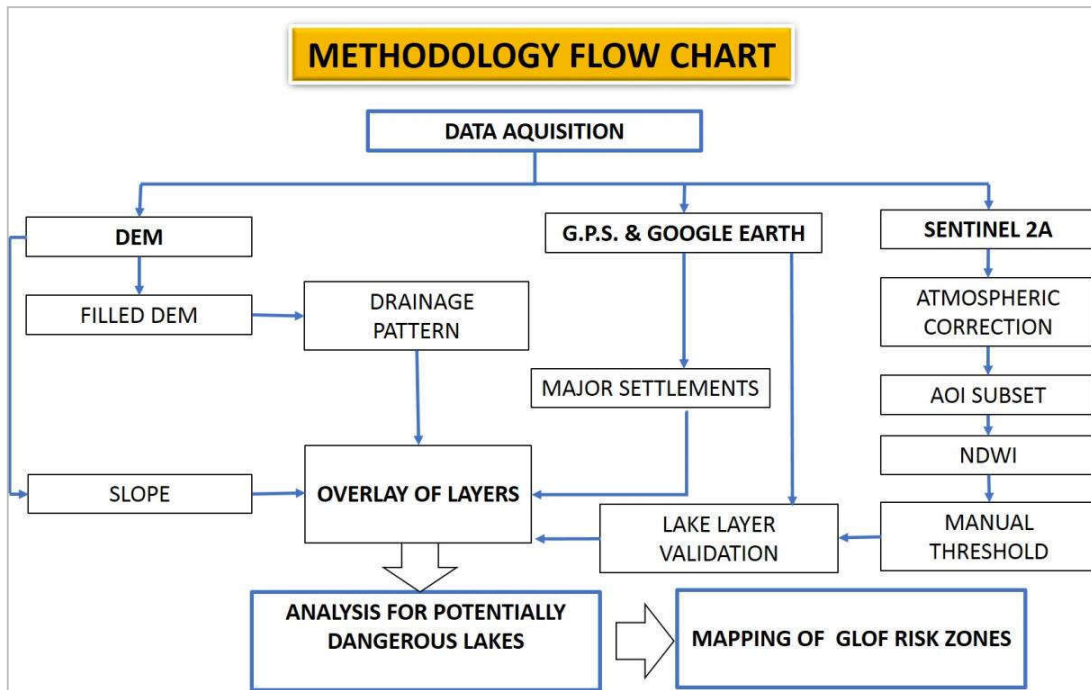 METHODOLOGY FLOW CHART
DATA AQUISITION
DEM
G.P.S. & GOOGLE EARTH
SENTINEL 2A
FILLED DEM
DRAINAGE
PATTERN
ATMOSPHERIC
CORRECTION
MAJOR SETTLEMENTS
AOI SUBSET
NDWI
SLOPE
OVERLAY OF LAYERS
LAKE LAYER
VALIDATION
MANUAL
THRESHOLD
ANALYSIS FOR POTENTIALLY
DANGEROUS LAKES
MAPPING OF GLOF RISK ZONES